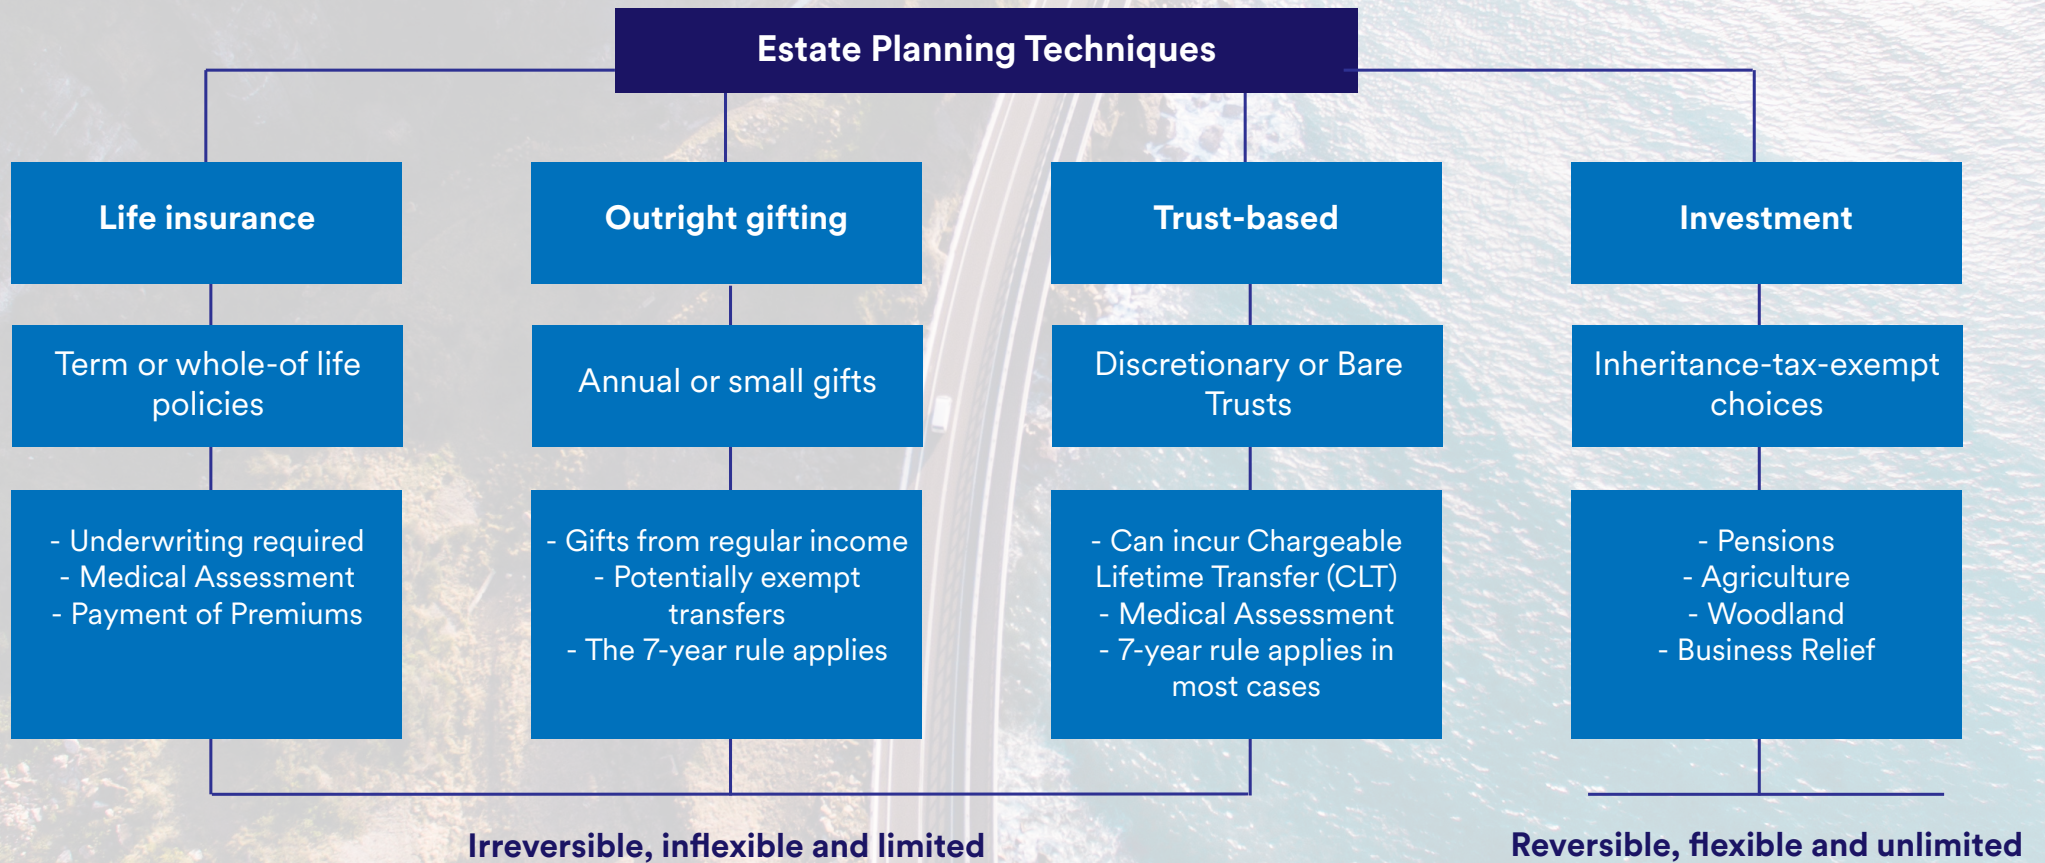 Estate Planning Techniques
Life insurance
Outright gifting
Trust-based
Investment
Term or whole-of life
policies
Annual or small gifts
Discretionary or Bare
Trusts
Inheritance-tax-exempt
choices
- Underwriting required
- Medical Assessment
- Payment of Premiums
- Gifts from regular income
- Potentially exempt
transfers
- The 7-year rule applies
- Can incur Chargeable
Lifetime Transfer (CLT)
- Medical Assessment
- 7-year rule applies in
most cases
- Pensions
- Agriculture
- Woodland
- Business Relief
Irreversible, inflexible and limited
Reversible, flexible and unlimited